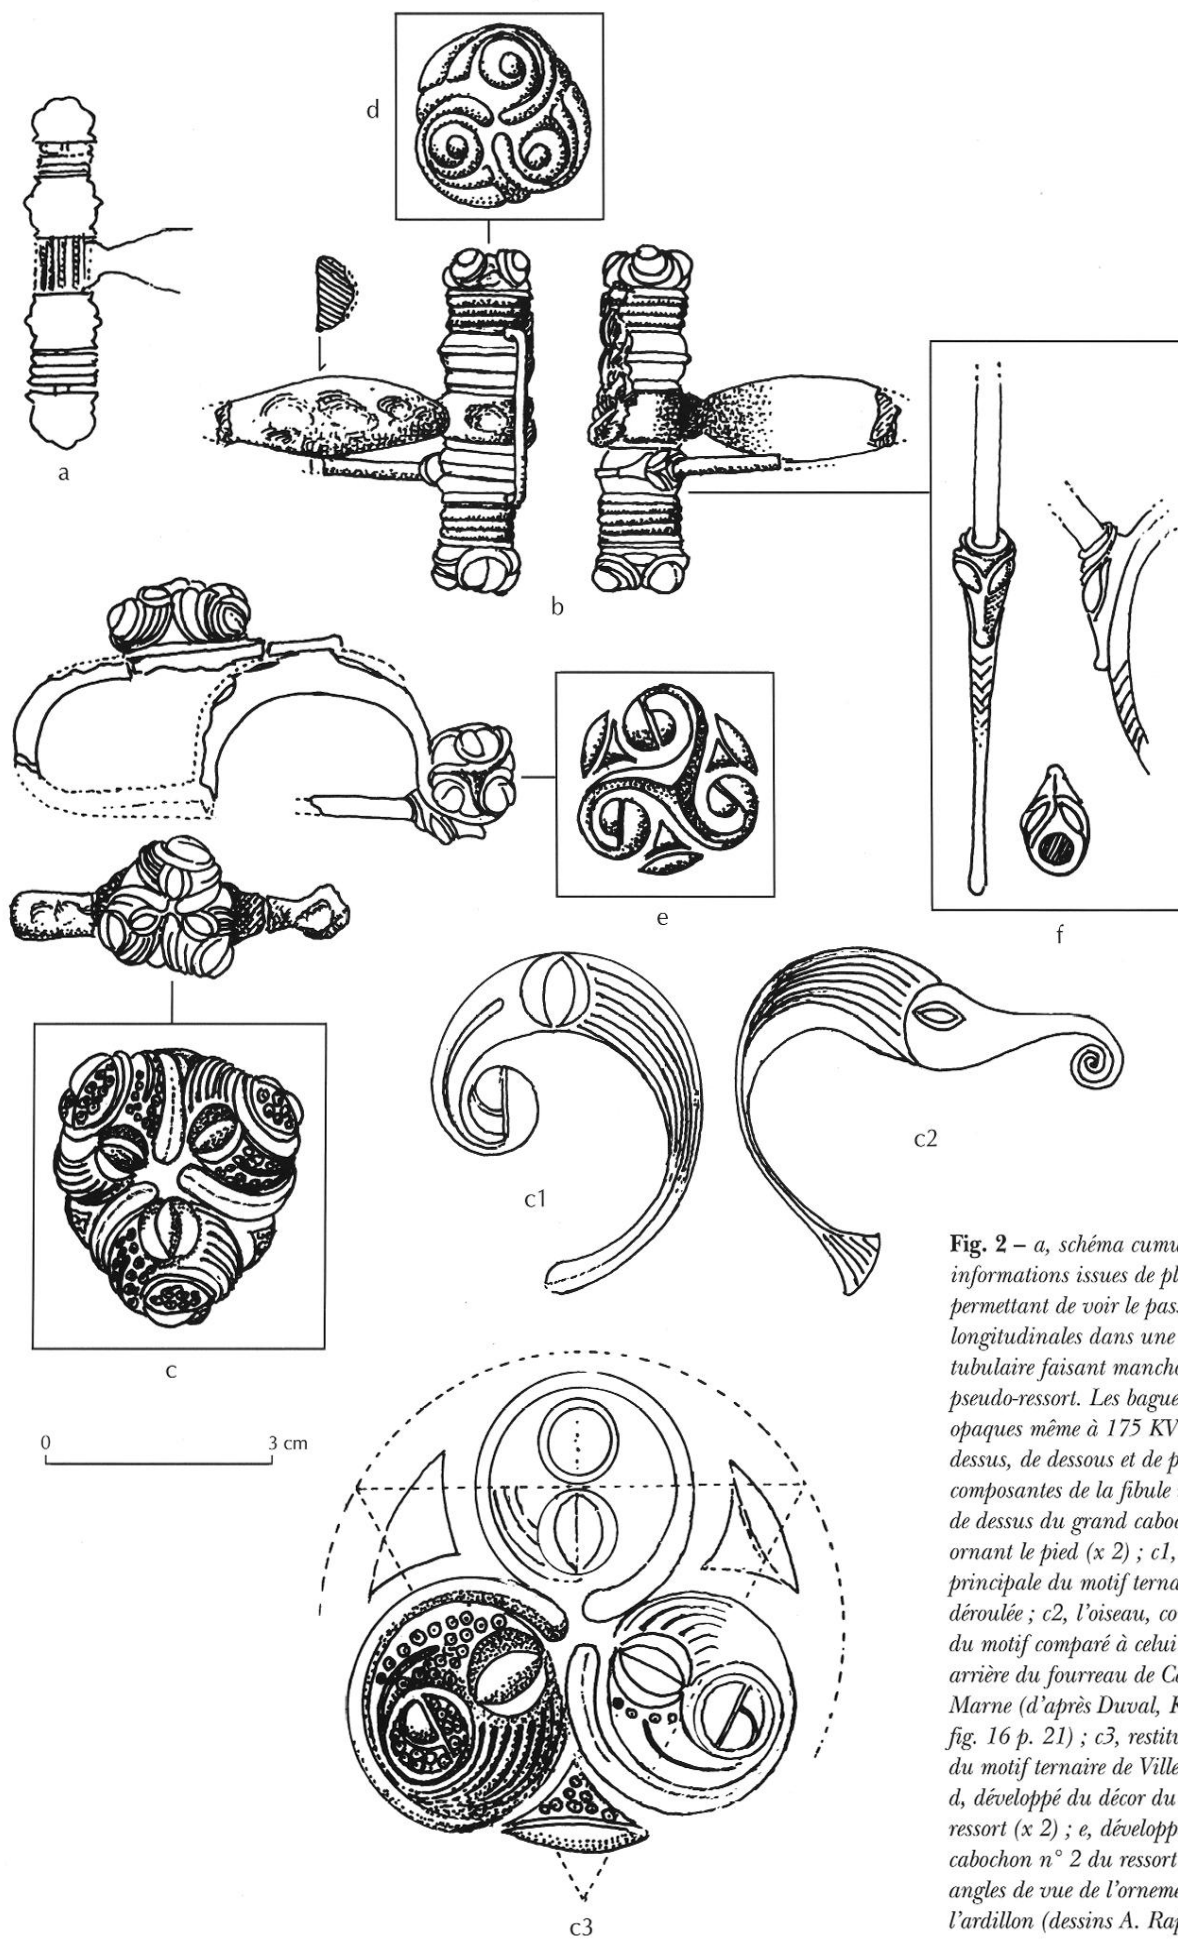 d
a
b
e
f
c1
c2
c
0 3 cm
c3
Fig. 2 – a, schéma cumu
informations issues de pl
permettant de voir le pass
longitudinales dans une
tubulaire faisant mancho
pseudo-ressort. Les bague
opaques même à 175 KV
dessus, de dessous et de p
composantes de la fibule
de dessus du grand caboc
ornant le pied (x 2) ; c1,
principale du motif terna
déroulée ; c2, l'oiseau, co
du motif comparé à celui
arrière du fourreau de Ce
Marne (d'après Duval, K
fig. 16 p. 21) ; c3, restitu
du motif ternaire de Ville
d, développé du décor du
ressort (x 2) ; e, développ
cabochon n° 2 du ressort
angles de vue de l'orneme
l'ardillon (dessins A. Rap